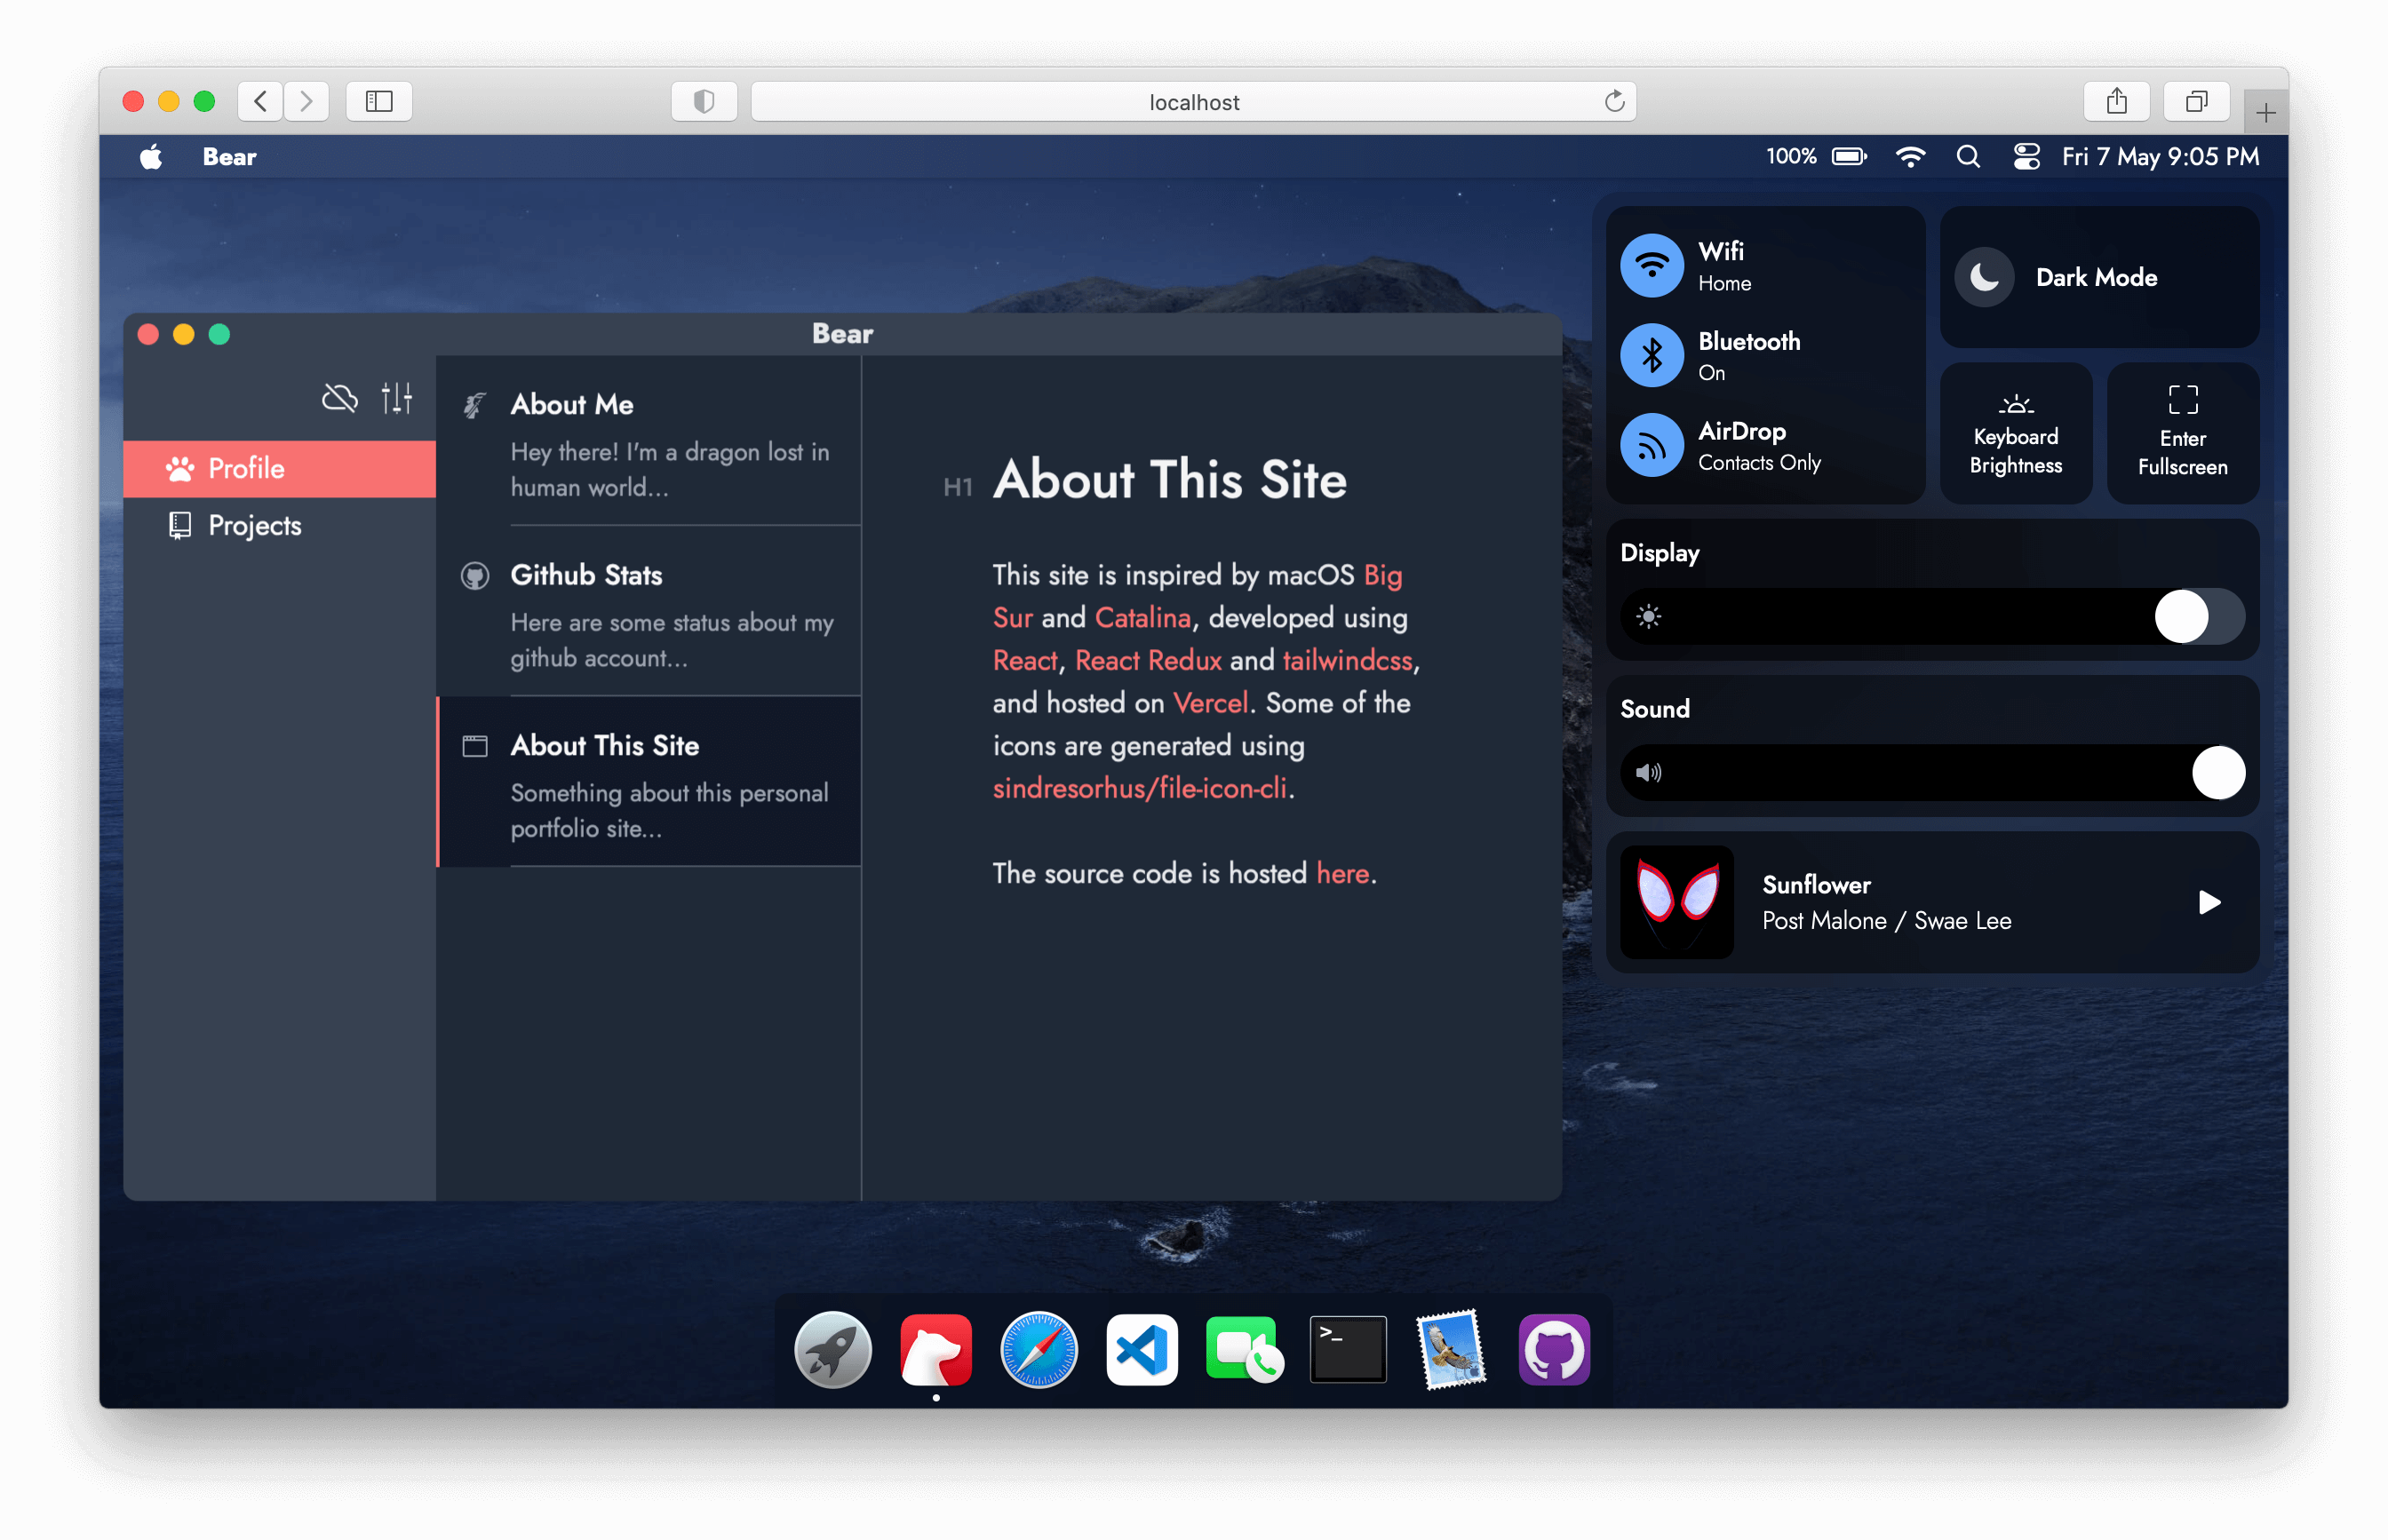 localhost
Bear
100%
Fri 7 May 9:05 PM
Bear
Profile
Projects
About Me
Hey there! I'm a dragon lost in
human world...
Github Stats
Here are some status about my
github account...
About This Site
Something about this personal
portfolio site...
H1 About This Site
This site is inspired by macOS Big
Sur and Catalina, developed using
React, React Redux and tailwindcss,
and hosted on Vercel. Some of the
icons are generated using
sindresorhus/file-icon-cli.
The source code is hosted here.
Wifi
Home
Bluetooth
On
AirDrop
Contacts Only
Dark Mode
Keyboard
Brightness
Enter
Fullscreen
Display
Sound
Sunflower
Post Malone / Swae Lee
>_